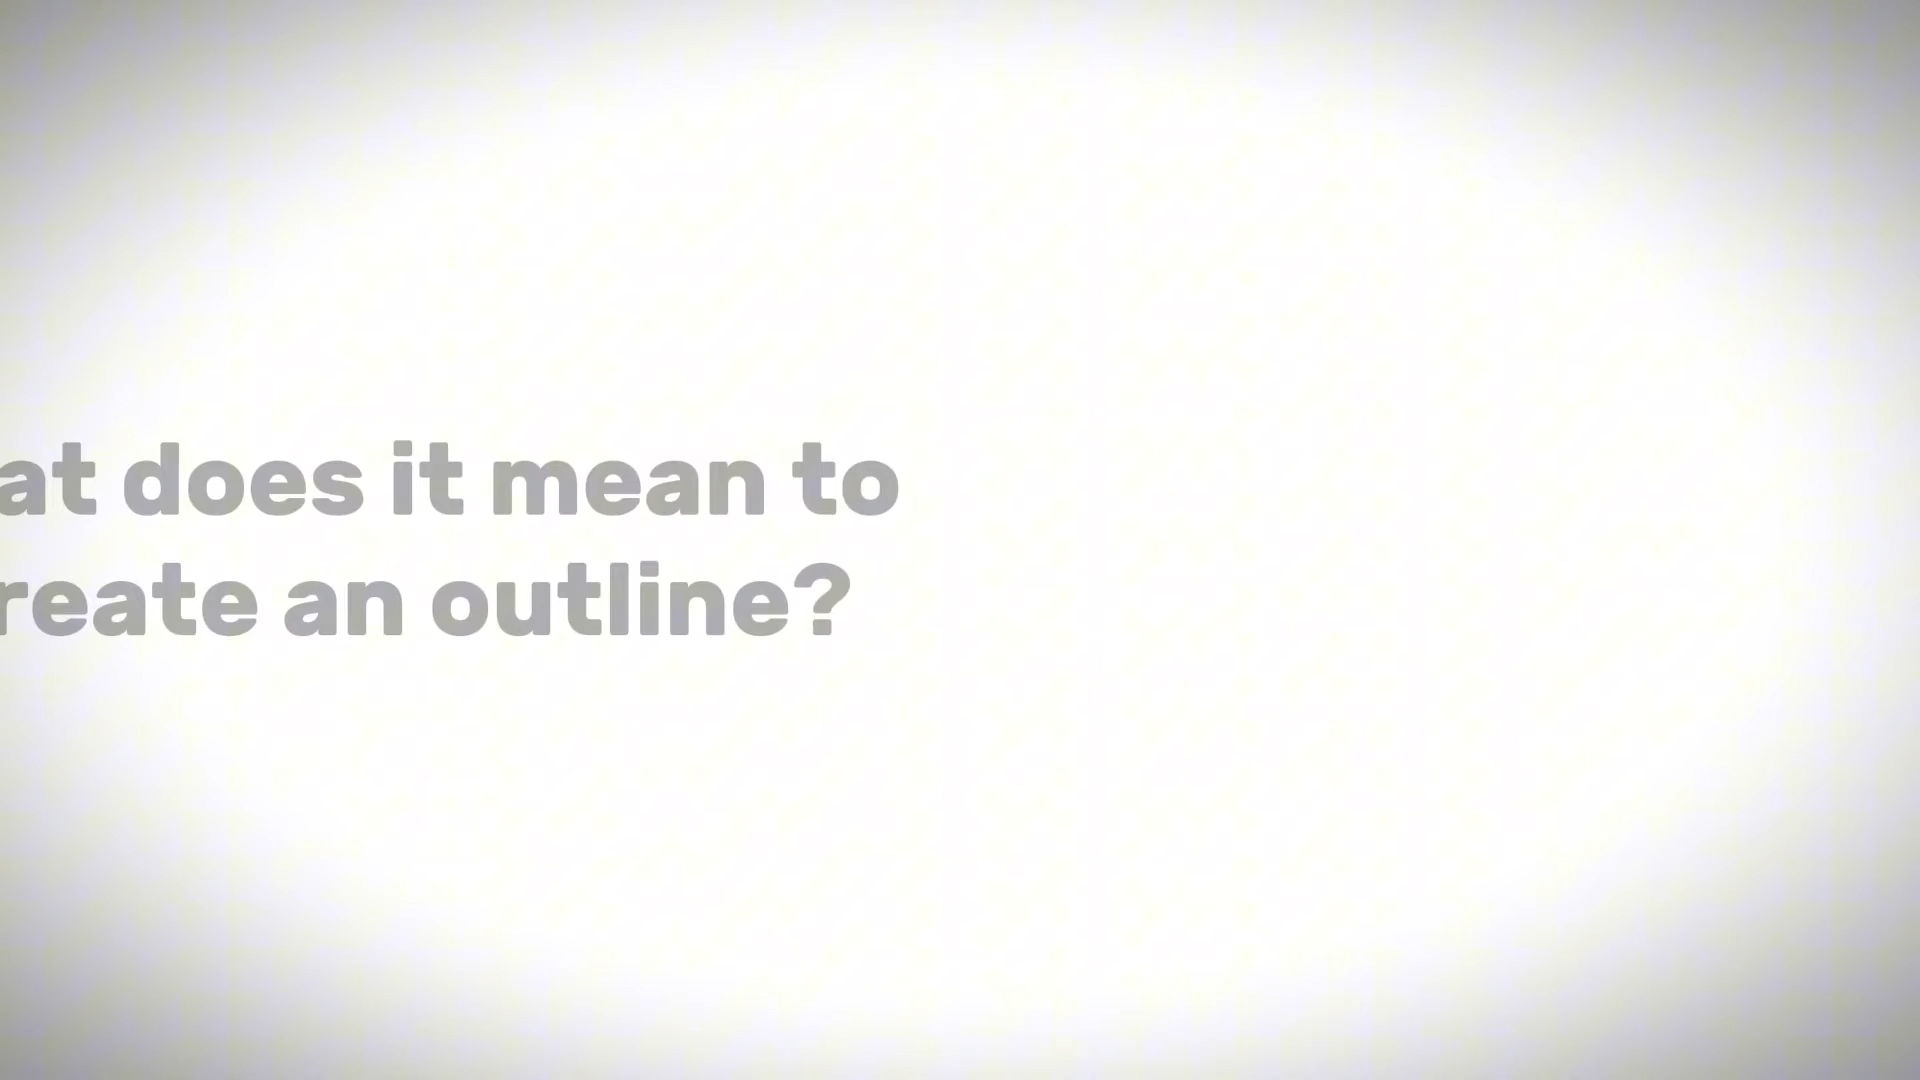 at does it mean to
reate an outline?